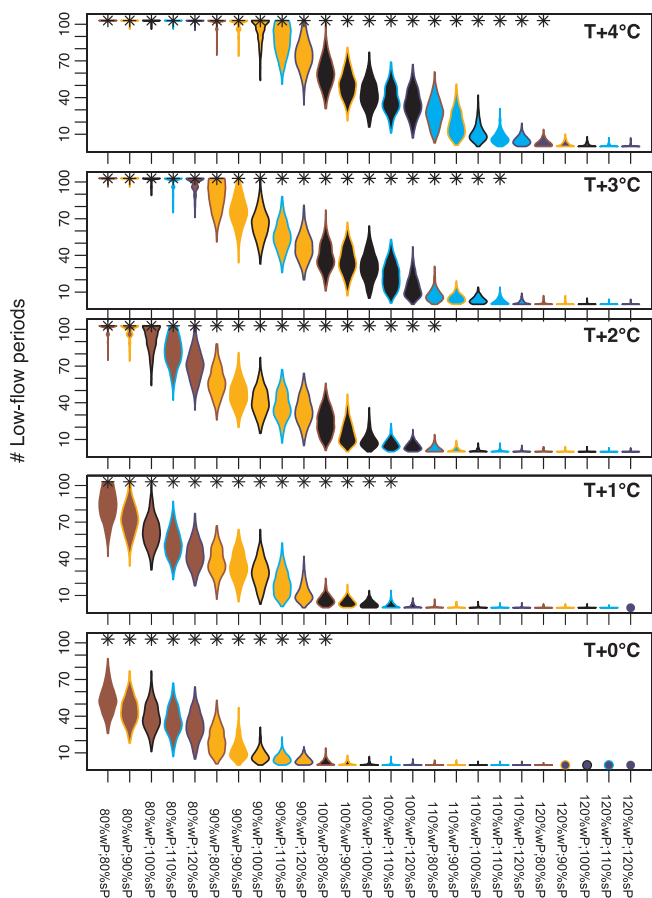 T+4°C
100
70
40
10
T+3°C
100
70
40
10
# Low-flow periods
T+2°C
100
70
40
10
T+1°C
100
70
40
10
T+0°C
100
70
40
10
80%wP;80%sP
80%wP;90%sP
80%wP;100%sP
80%wP;110%sP
80%wP;120%sP
90%wP;80%sP
90%wP;90%sP
90%wP;100%sP
90%wP;110%sP
90%wP;120%sP
100%wP;80%sP
100%wP;90%sP
100%wP;100%sP
100%wP;110%sP
100%wP;120%sP
110%wP;80%sP
110%wP;90%sP
110%wP;100%sP
110%wP;110%sP
110%wP;120%sP
120%wP;80%sP
120%wP;90%sP
120%wP;100%sP
120%wP;110%sP
120%wP;120%sP